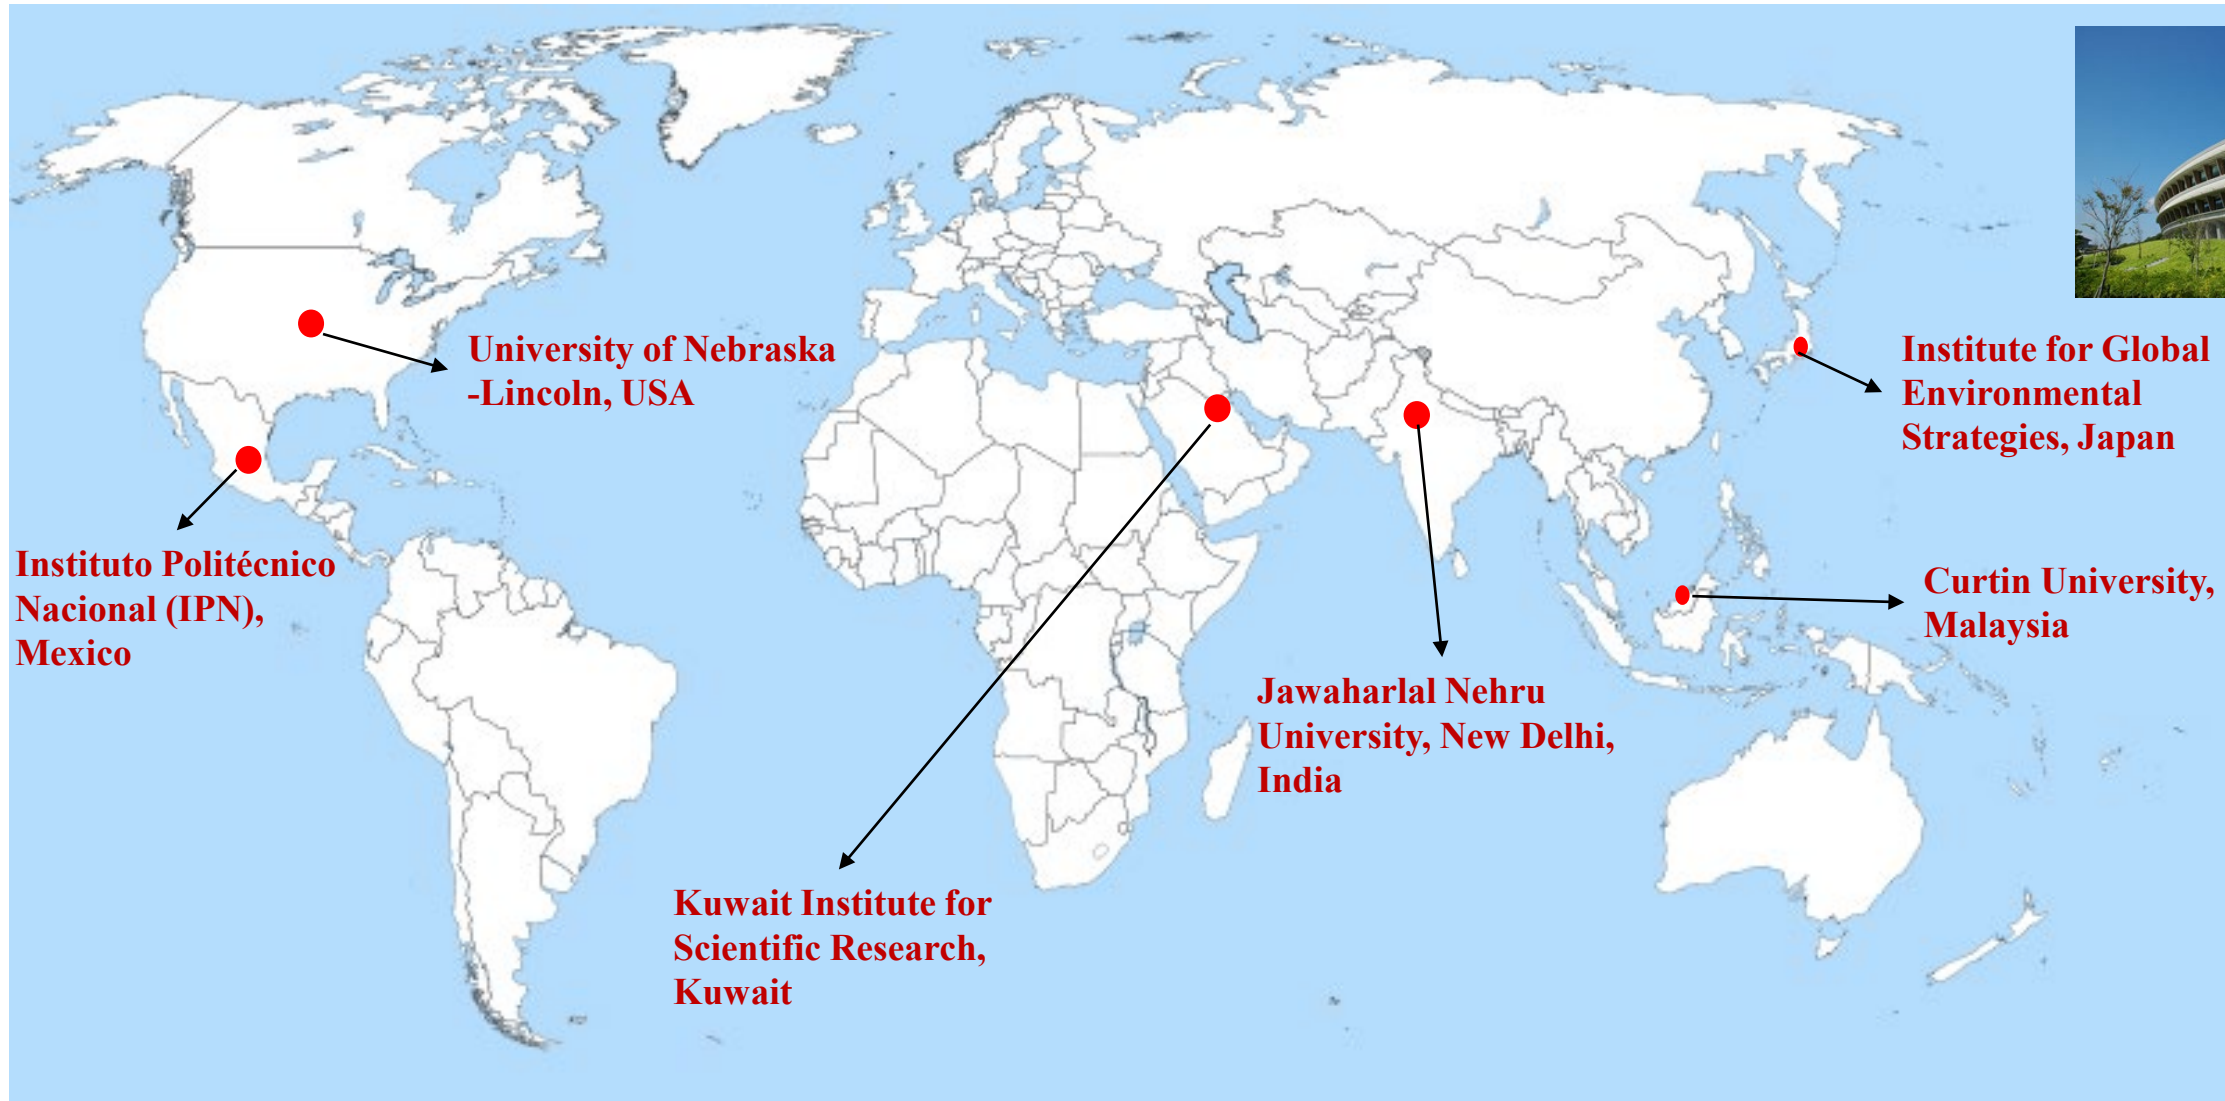 University of Nebraska
-Lincoln, USA
Institute for Global
Environmental
Strategies, Japan
Instituto Politécnico
Nacional (IPN),
Mexico
Curtin University,
Malaysia
Jawaharlal Nehru
University, New Delhi,
India
Kuwait Institute for
Scientific Research,
Kuwait